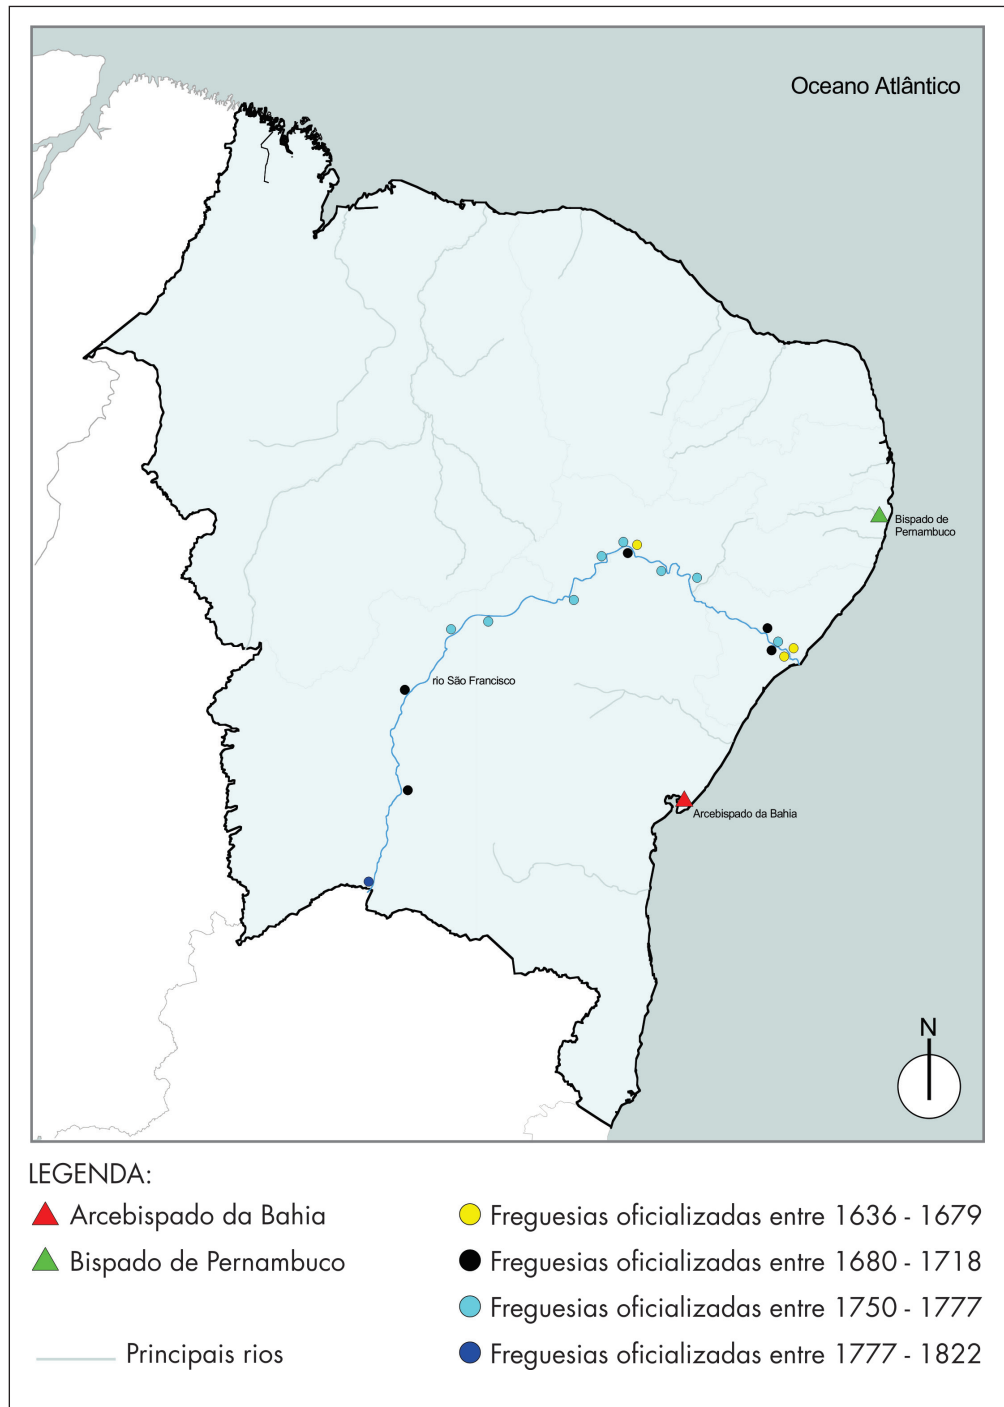 Oceano Atlântico
Bispado de
Pernambuco
rio São Francisco
Arcebispado da Bahia
N
LEGENDA:
Arcebispado da Bahia
Bispado de Pernambuco
Principais rios
Freguesias oficializadas entre 1636 - 1679
Freguesias oficializadas entre 1680 - 1718
Freguesias oficializadas entre 1750 - 1777
Freguesias oficializadas entre 1777 - 1822